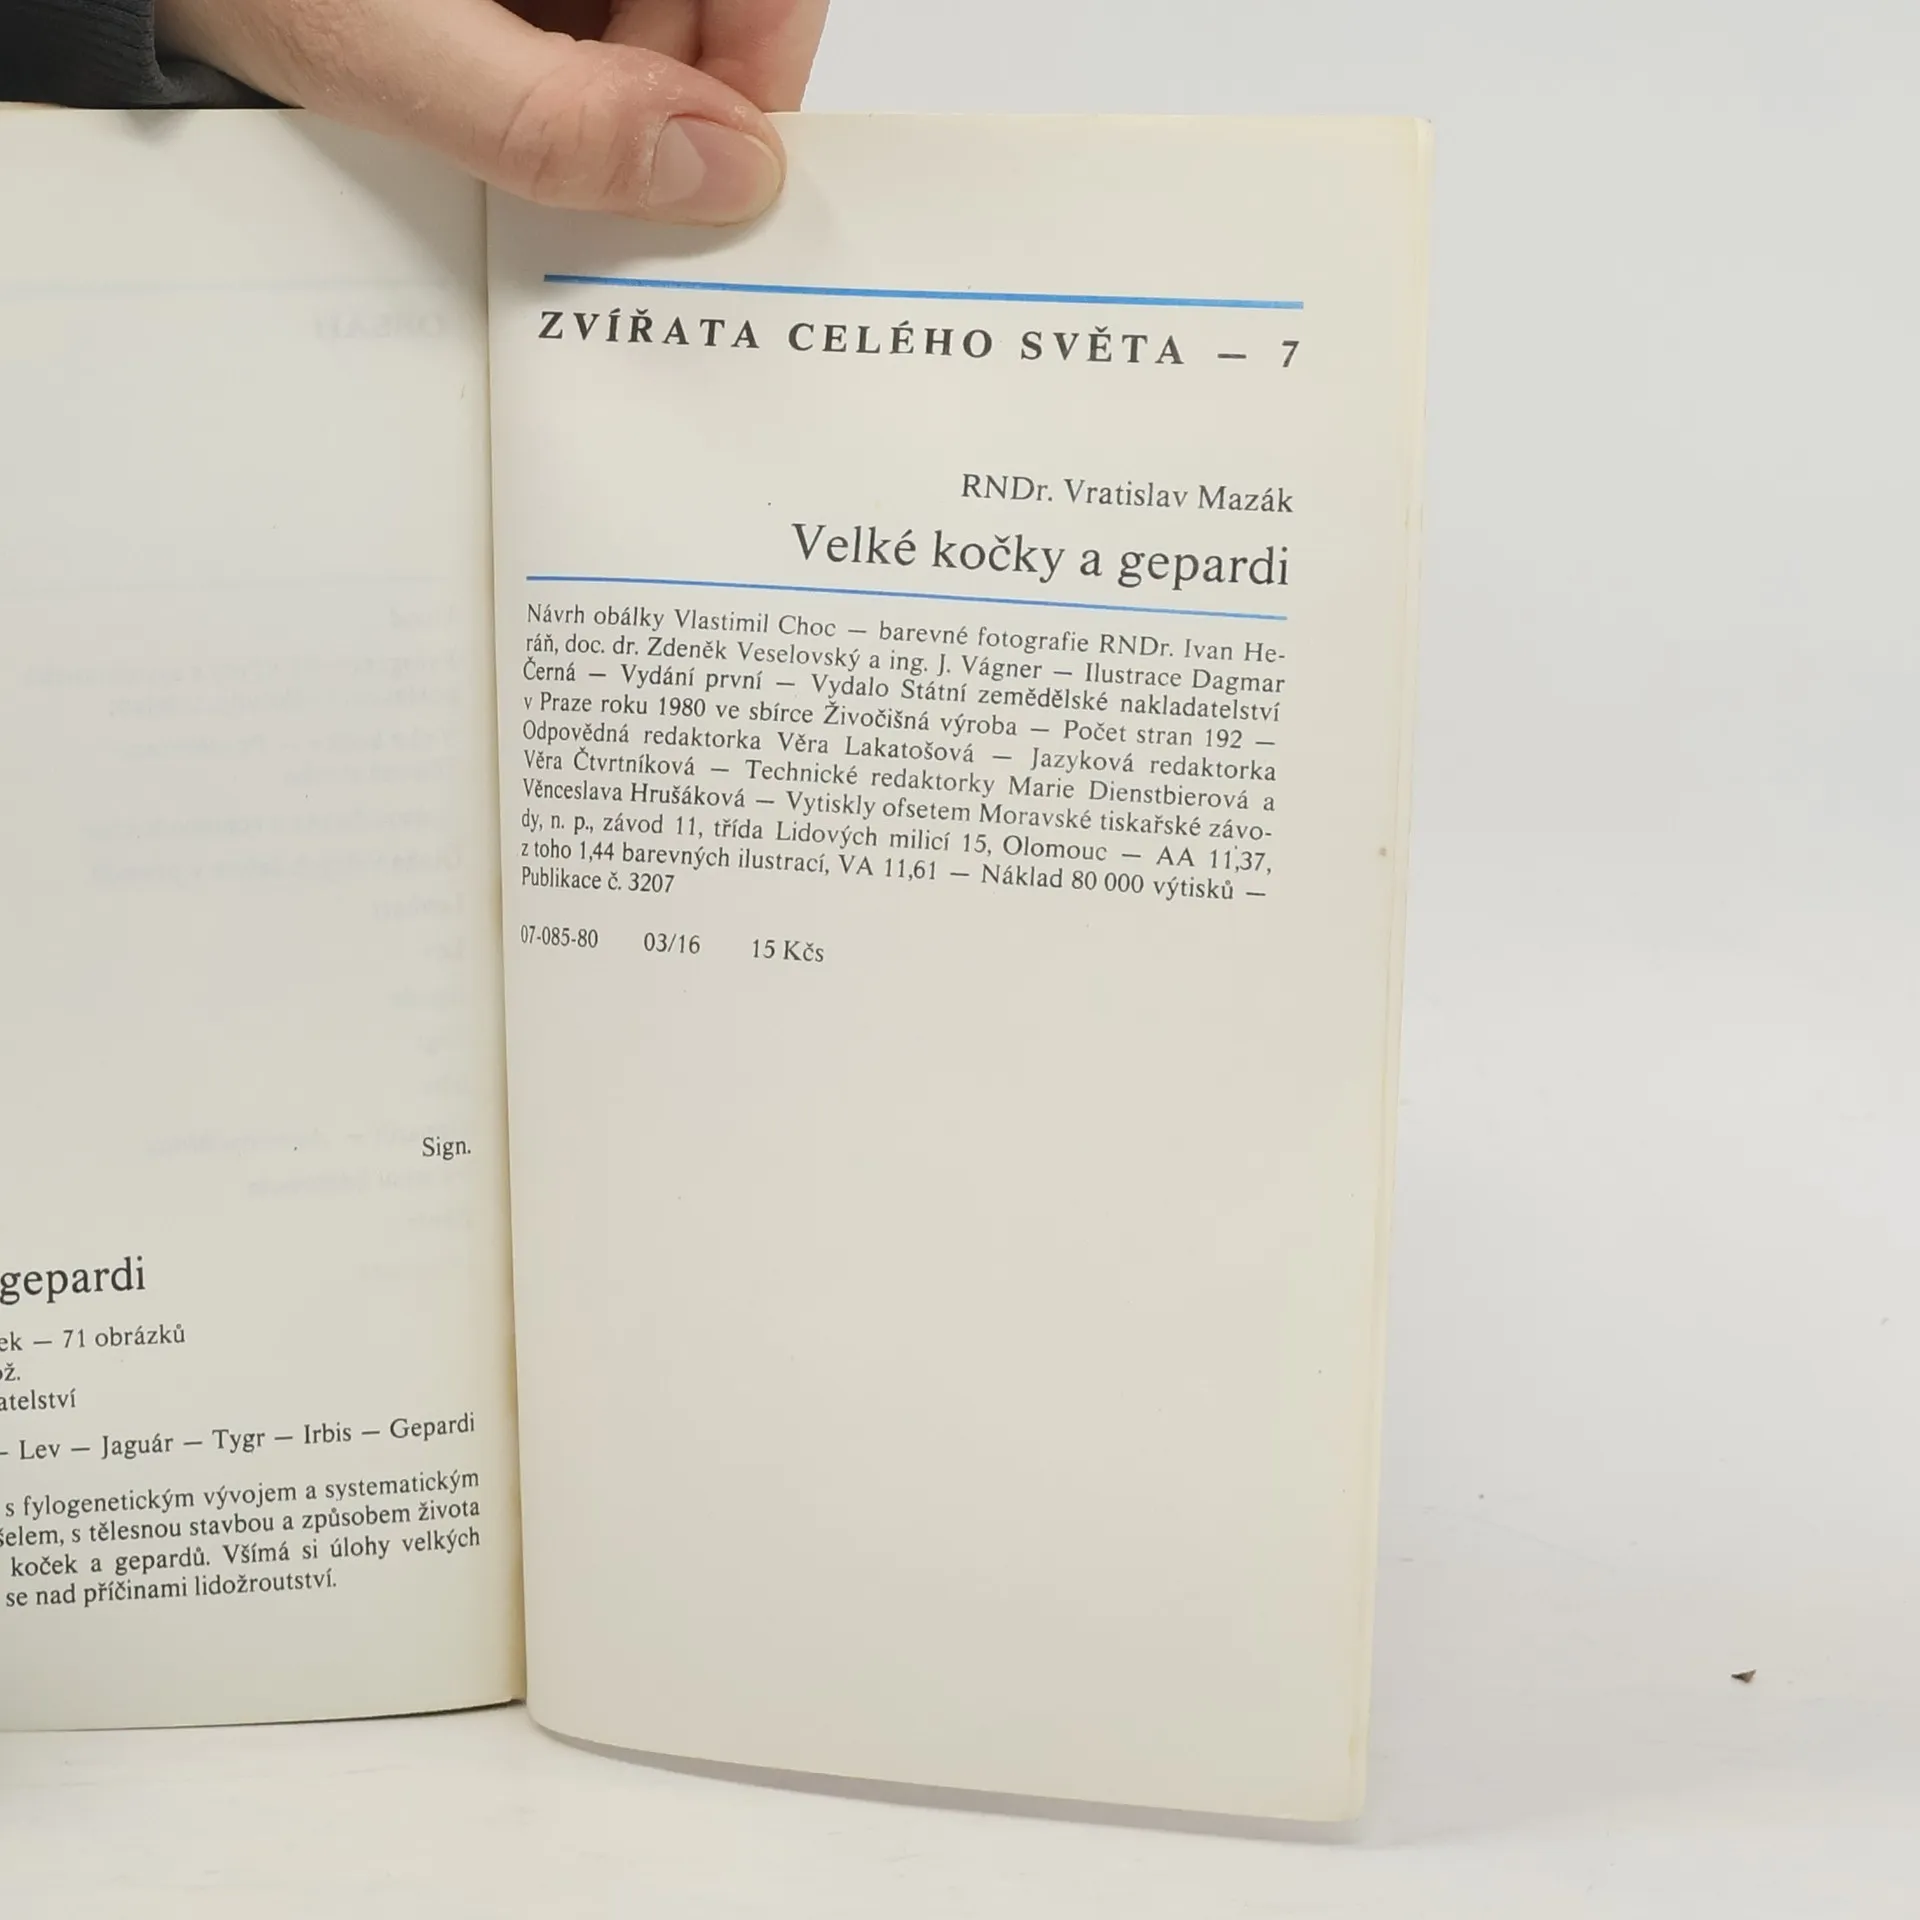 Sign.
gepardi
ek — 71 obrázků
ož.
atelství
— Lev — Jaguár — Tygr — Irbis — Gepardi
s fylogenetickým vývojem a systematickým
šelem, s tělesnou stavbou a způsobem života
koček a gepardů. Všímá si úlohy velkých
se nad příčinami lidožroutství.
ZVÍŘATA CELÉHO SVĚTA — 7
RNDr. Vratislav Mazák
Velké kočky a gepardi
Návrh obálky Vlastimil Choc — barevné fotografie RNDr. Ivan He-
ráň, doc. dr. Zdeněk Veselovský a ing. J. Vágner — Ilustrace Dagmar
Černá — Vydání první — Vydalo Státní zemědělské nakladatelství
v Praze roku 1980 ve sbírce Živočišná výroba — Počet stran 192 —
Odpovědná redaktorka Věra Lakatošová — Jazyková redaktorka
Věra Čtvrtníková — Technické redaktorky Marie Dienstbierová a
Věnceslava Hrušáková — Vytiskly ofsetem Moravské tiskařské závo-
dy, n. p., závod 11, třída Lidových milicí 15, Olomouc — AA 11,37,
z toho 1,44 barevných ilustrací, VA 11,61 — Náklad 80 000 výtisků —
Publikace č. 3207
07-085-80 03/16 15 Kčs